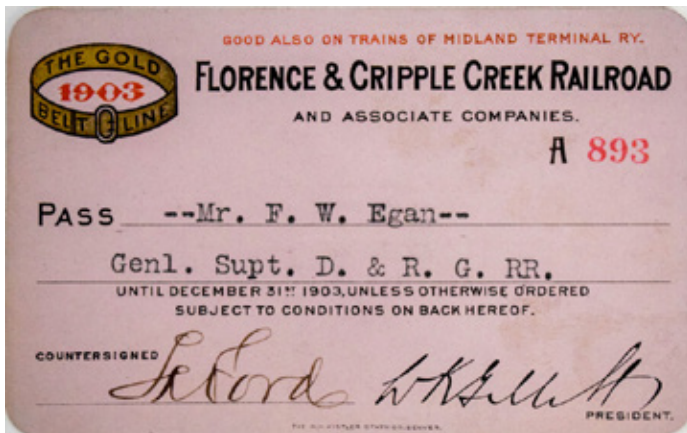 GOOD ALSO ON TRAINS OF MIDLAND TERMINAL RY.
THE GOLD
1903
BELT LINE
FLORENCE & CRIPPLE CREEK RAILROAD
AND ASSOCIATE COMPANIES.
A 893
PASS --Mr. F. W. Egan--
Genl. Supt. D. & R. G. RR.
UNTIL DECEMBER 31ST 1903, UNLESS OTHERWISE ORDERED
SUBJECT TO CONDITIONS ON BACK HEREOF.
COUNTERSIGNED
Ford
WKGillett
PRESIDENT.